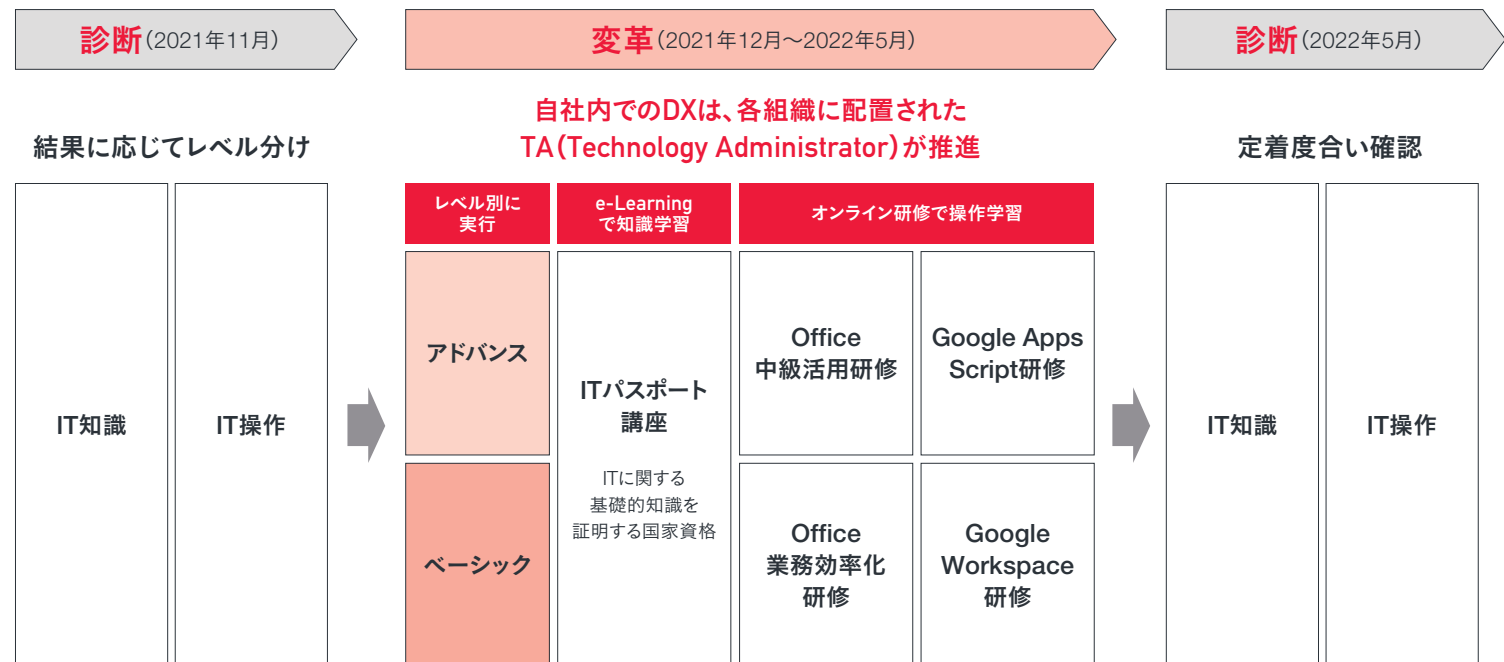 診断(2021年11月)
変革(2021年12月〜2022年5月)
診断(2022年5月)
結果に応じてレベル分け
自社内でのDXは、各組織に配置された
TA(Technology Administrator)が推進
定着度合い確認
IT知識
IT操作
レベル別に
実行
e-Learning
で知識学習
オンライン研修で操作学習
アドバンス
ベーシック
ITパスポート
講座
ITに関する
基礎的知識を
証明する国家資格
Office
中級活用研修
Google Apps
Script研修
Office
業務効率化
研修
Google
Workspace
研修
IT知識
IT操作